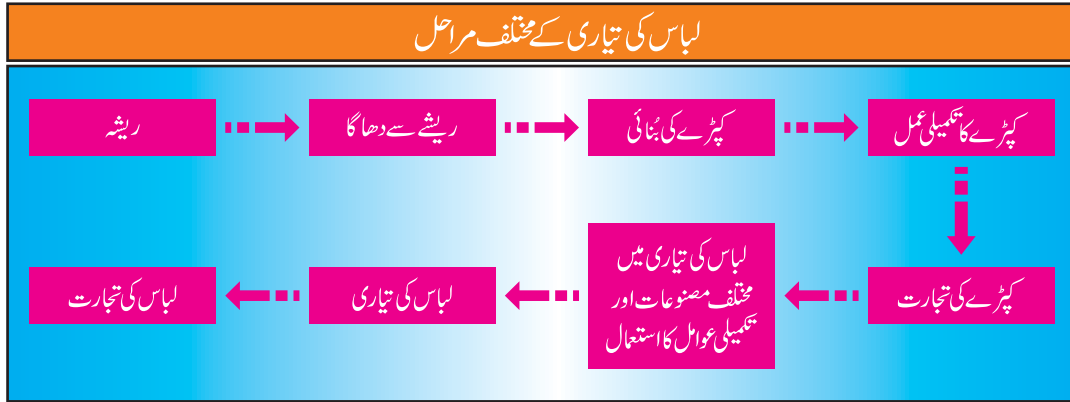 لباس کی تیاری کے مختلف مراحل
ریشہ
ریشے سے دھاگا
کپڑے کی بُنائی
کپڑے کا تکمیلی عمل
کپڑے کی تجارت
لباس کی تیاری میں
مختلف مصنوعات اور
تکمیلی عوامل کا استعمال
لباس کی تیاری
لباس کی تجارت